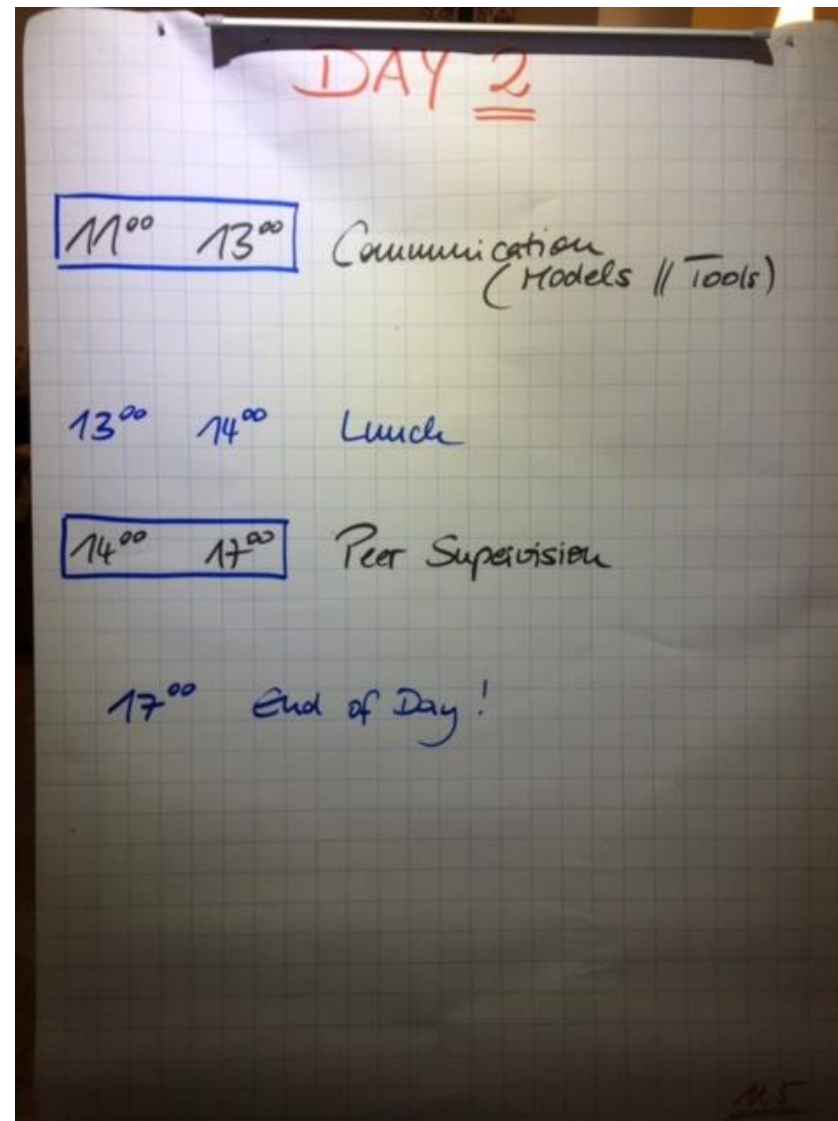 DAY 2
11⁰⁰ 13⁰⁰ Communication
(Models // Tools)
13⁰⁰ 14⁰⁰ Lunch
14⁰⁰ 17⁰⁰ Peer Supervision
17⁰⁰ End of Day!